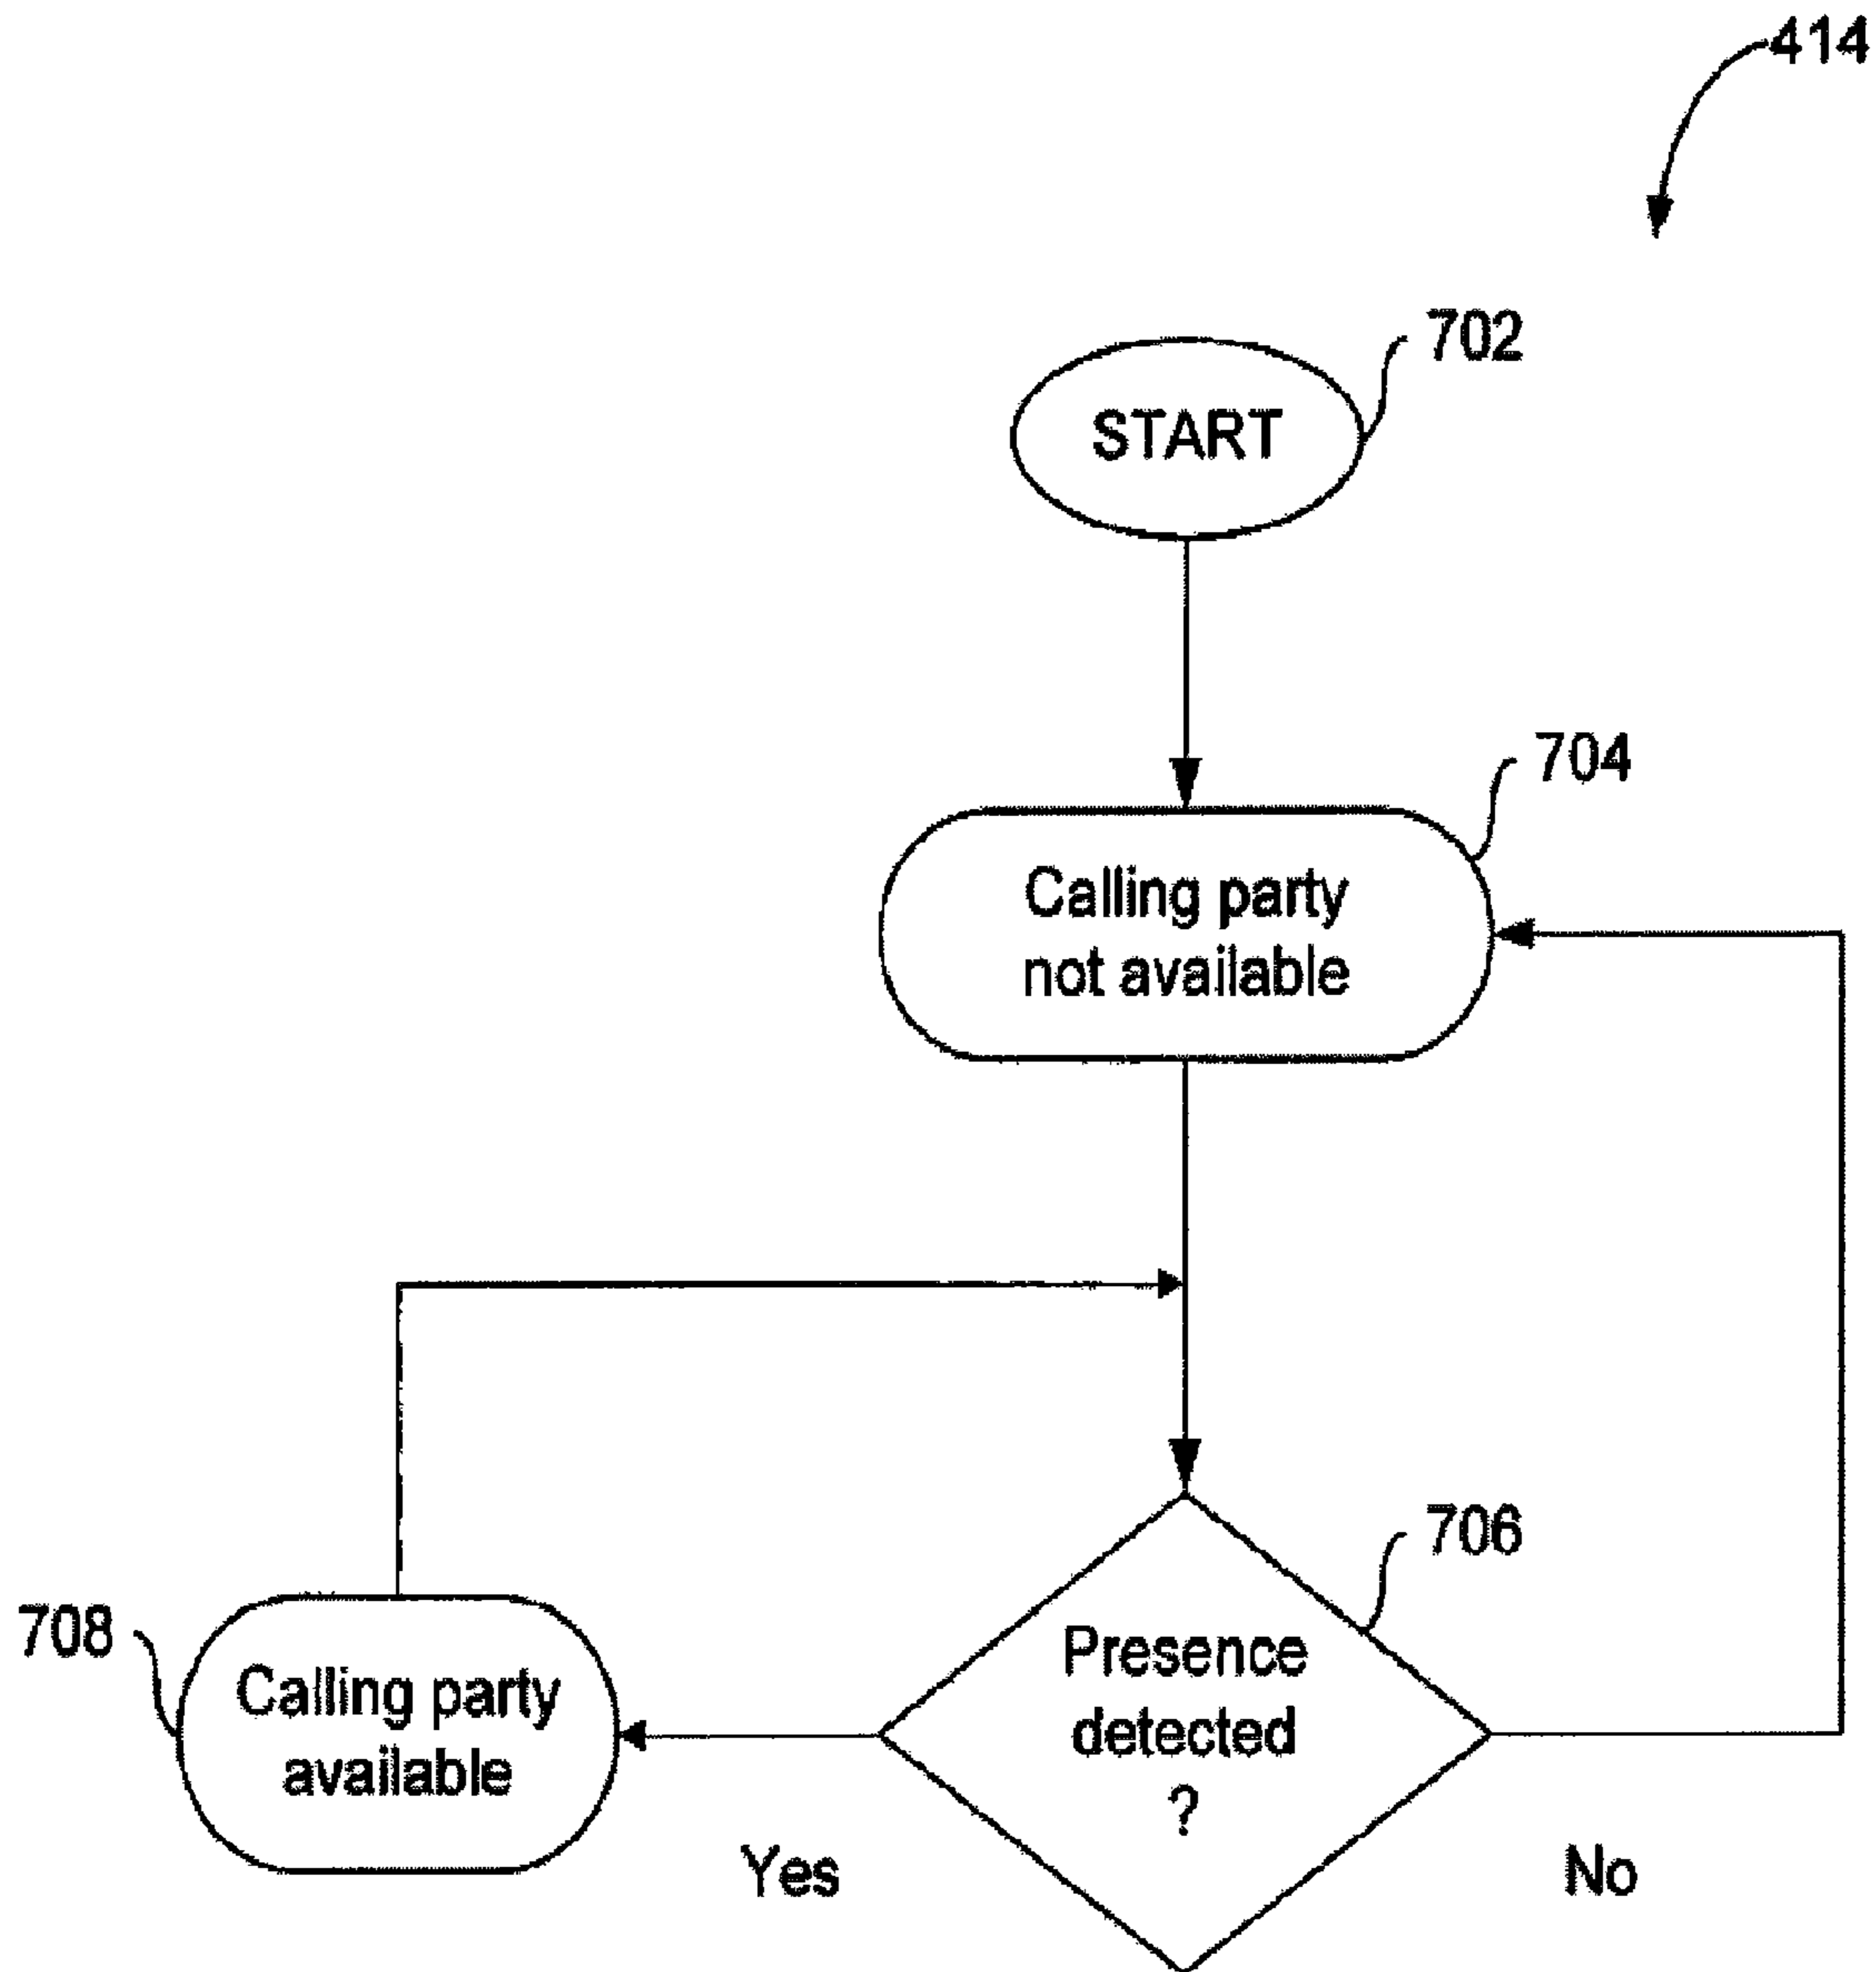 414
702
START
704
Calling party
not available
706
Presence
detected
?
708
Calling party
available
Yes
No